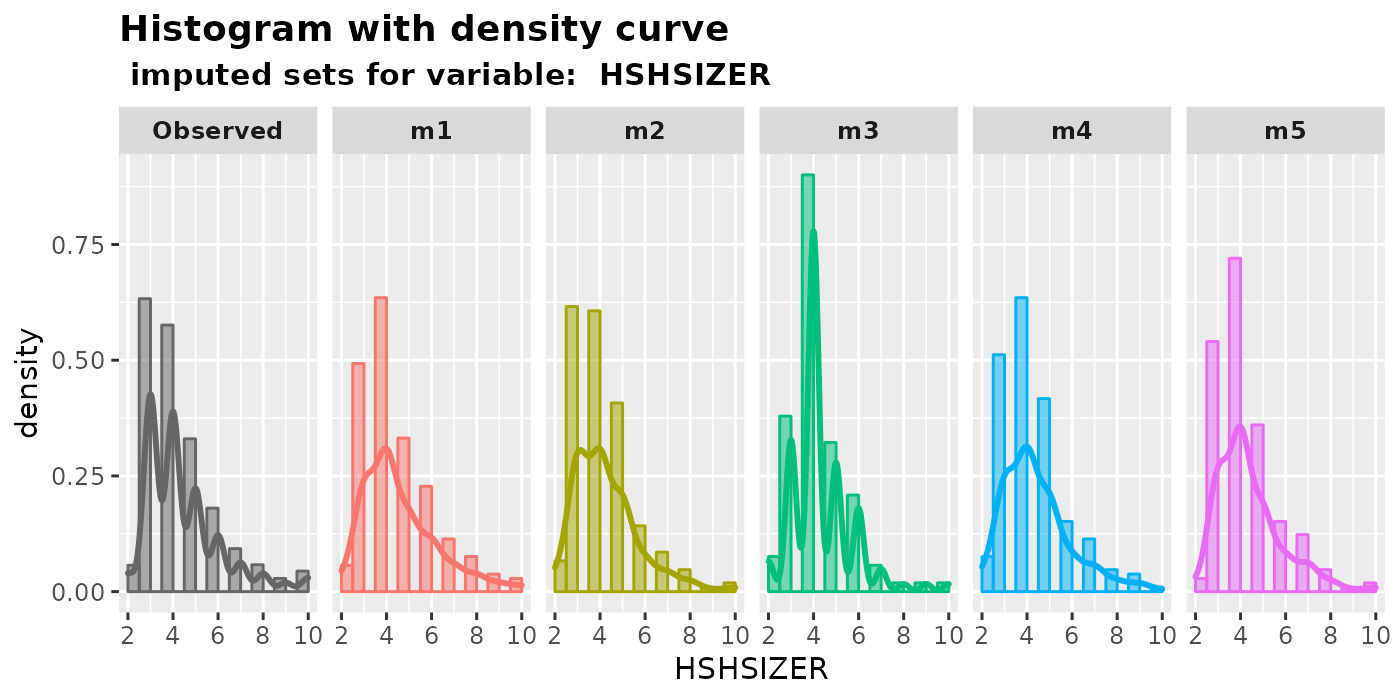 Histogram with density curve
imputed sets for variable:  HSHSIZER
Observed m1 m2 m3 m4 m5
density
0.75
0.50
0.25
0.00
2 4 6 8 10 2 4 6 8 10 2 4 6 8 10 2 4 6 8 10 2 4 6 8 10 2 4 6 8 10
HSHSIZER